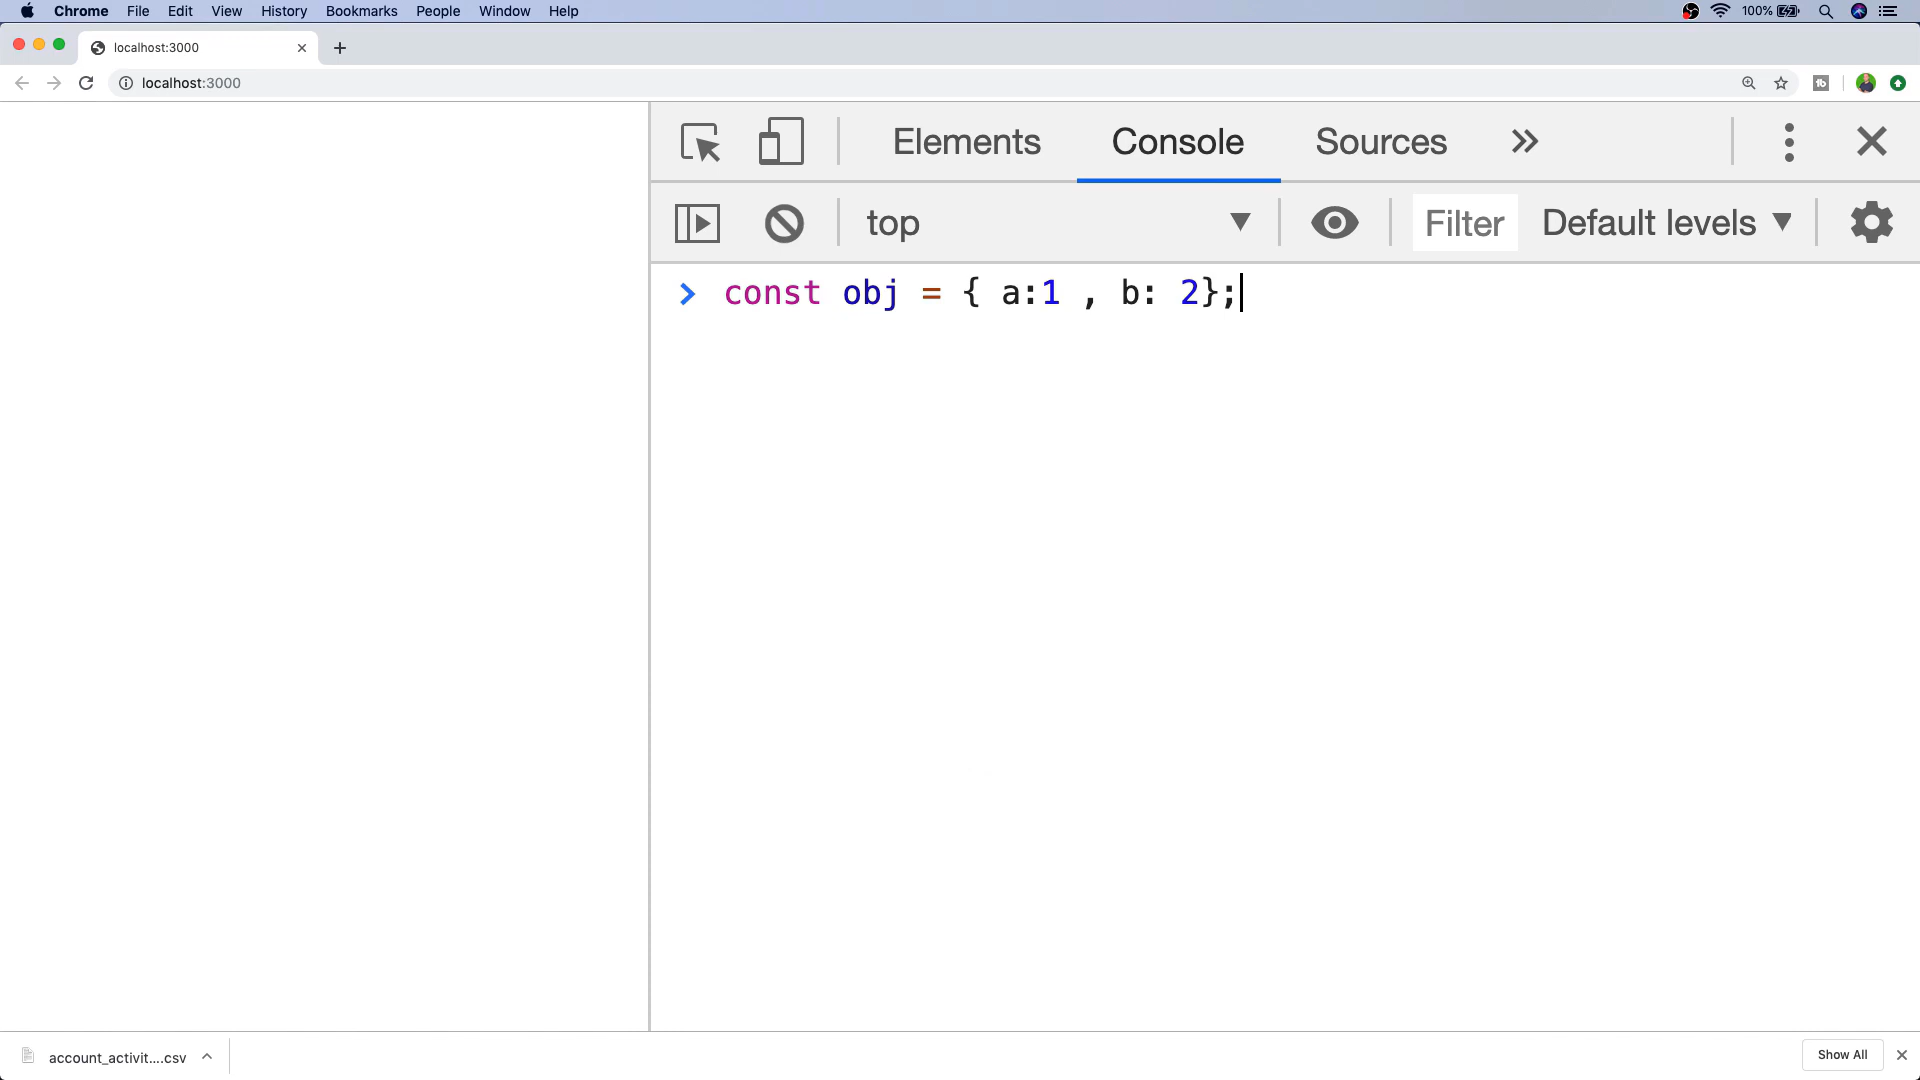 Chrome File Edit View History Bookmarks People Window Help 100%
localhost:3000
localhost:3000
Elements Console Sources
top Filter Default levels
const obj = { a:1 , b: 2};
account_activit....csv Show All